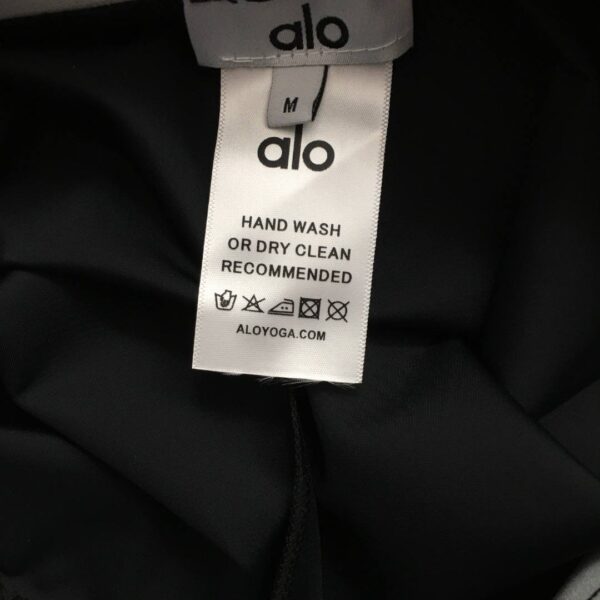 alo
M
alo
HAND WASH
OR DRY CLEAN
RECOMMENDED
ALOYOGA.COM